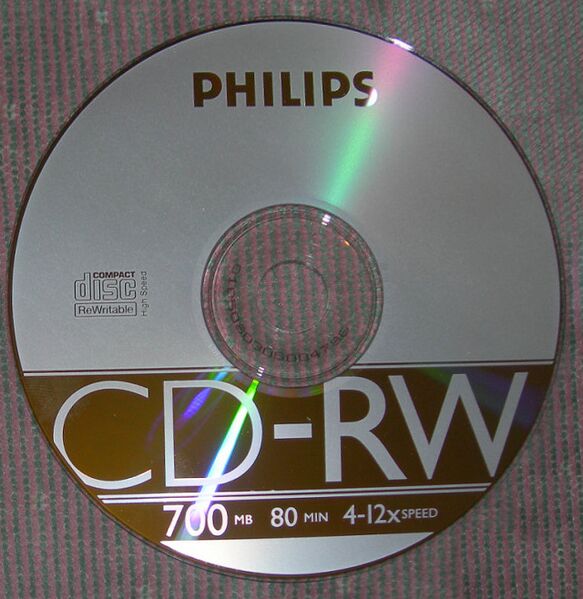 PHILIPS
COMPACT
disc
ReWritable
High Speed
CD-RW
700 MB 80 MIN 4-12x SPEED